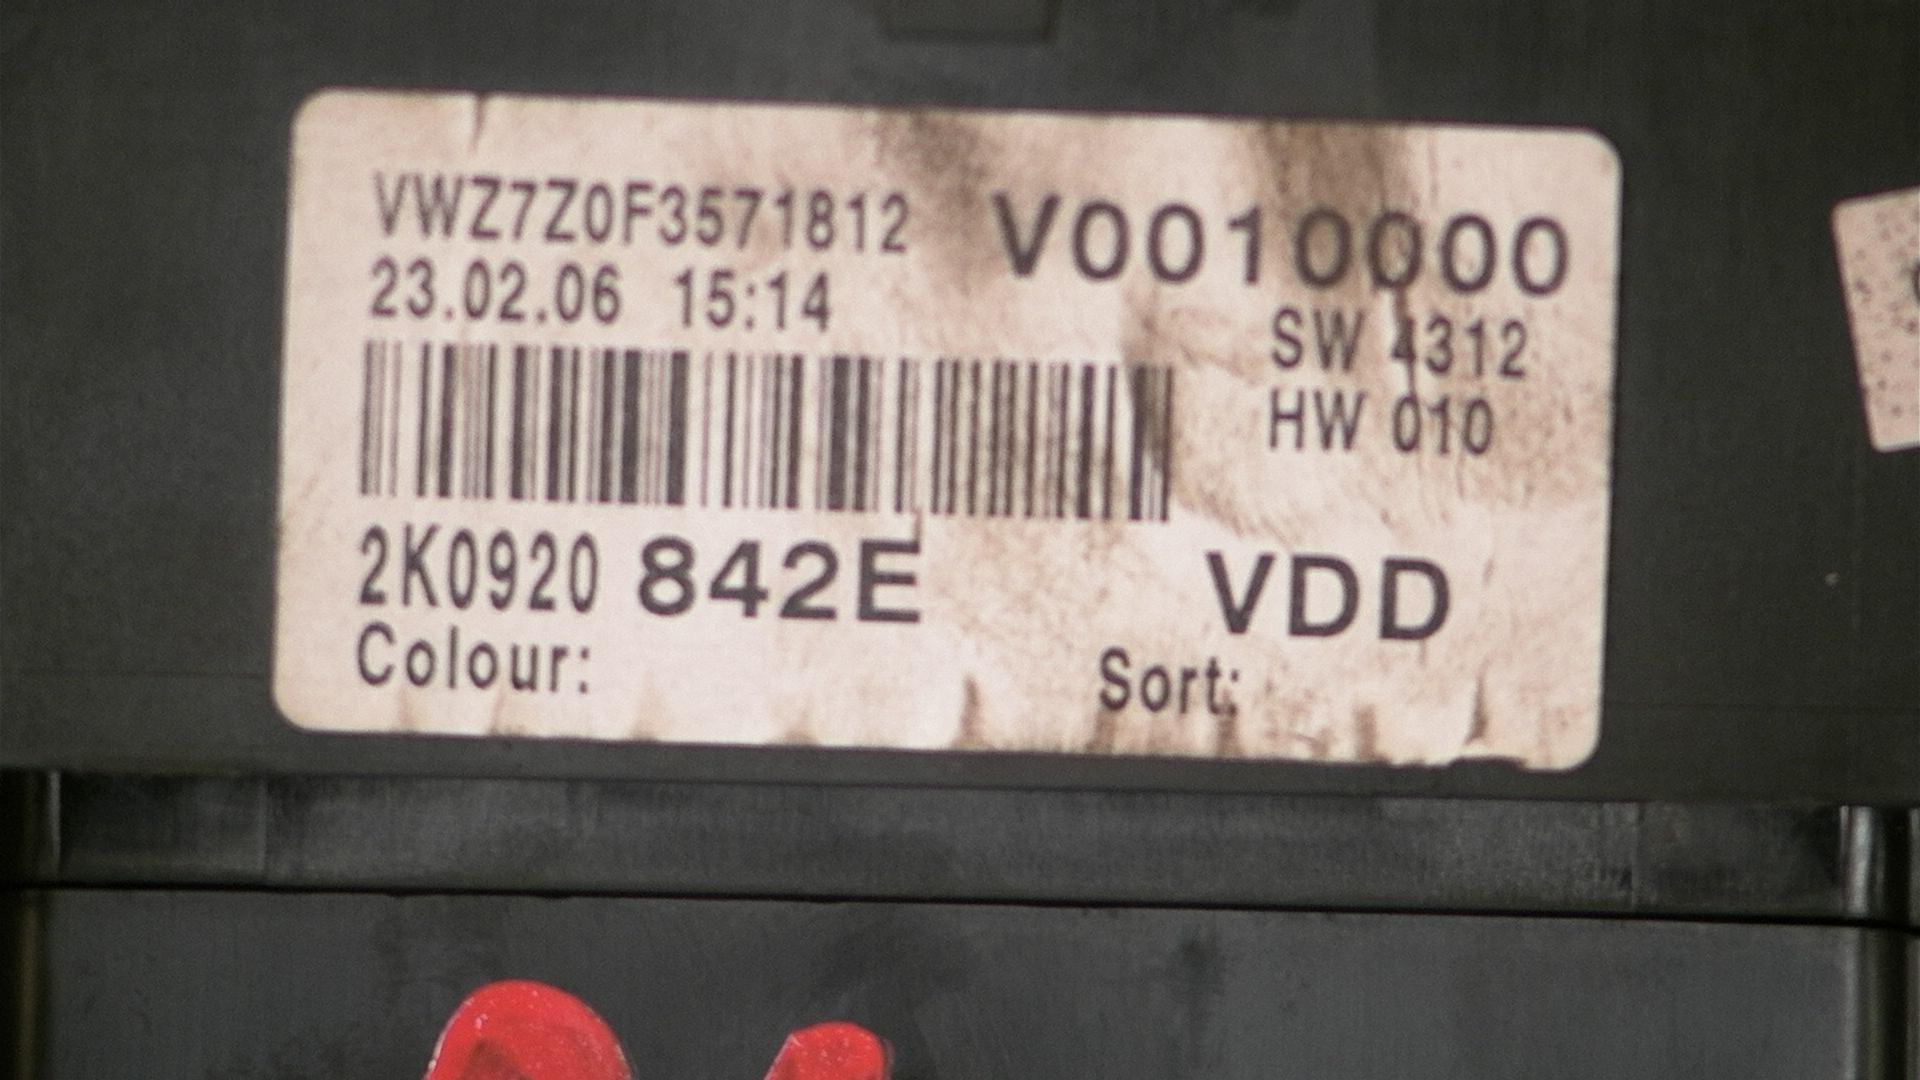 VWZ7Z0F3571812 V0010000
23.02.06 15:14
SW 4312
HW 010
2K0920 842E VDD
Colour: Sort: